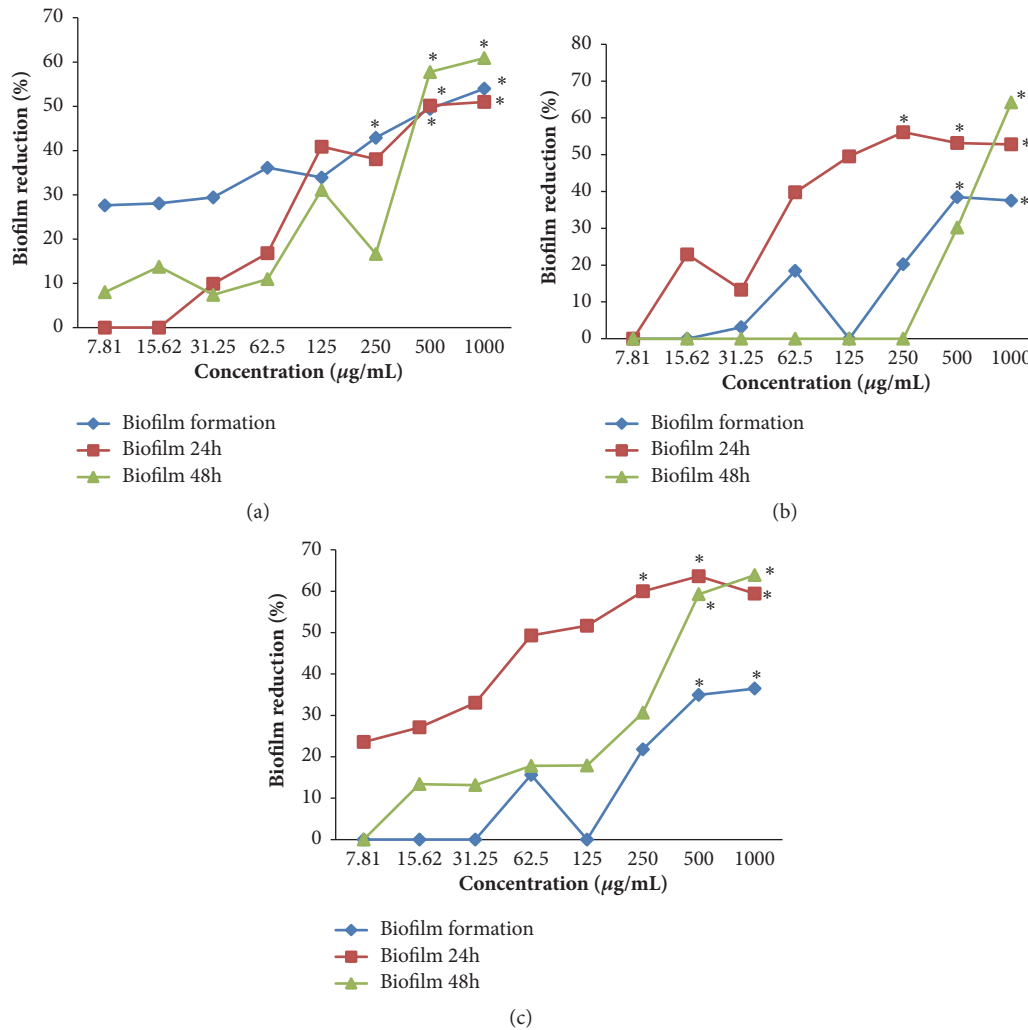 70
60
50
40
30
20
10
0
Biofilm reduction (%)
* * * * * * *
7.81 15.62 31.25 62.5 125 250 500 1000
Concentration (μg/mL)
Biofilm formation
Biofilm 24h
Biofilm 48h
(a)
80
70
60
50
40
30
20
10
0
Biofilm reduction (%)
* * * * * *
7.81 15.62 31.25 62.5 125 250 500 1000
Concentration (μg/mL)
Biofilm formation
Biofilm 24h
Biofilm 48h
(b)
70
60
50
40
30
20
10
0
Biofilm reduction (%)
* * * * * * *
7.81 15.62 31.25 62.5 125 250 500 1000
Concentration (μg/mL)
Biofilm formation
Biofilm 24h
Biofilm 48h
(c)